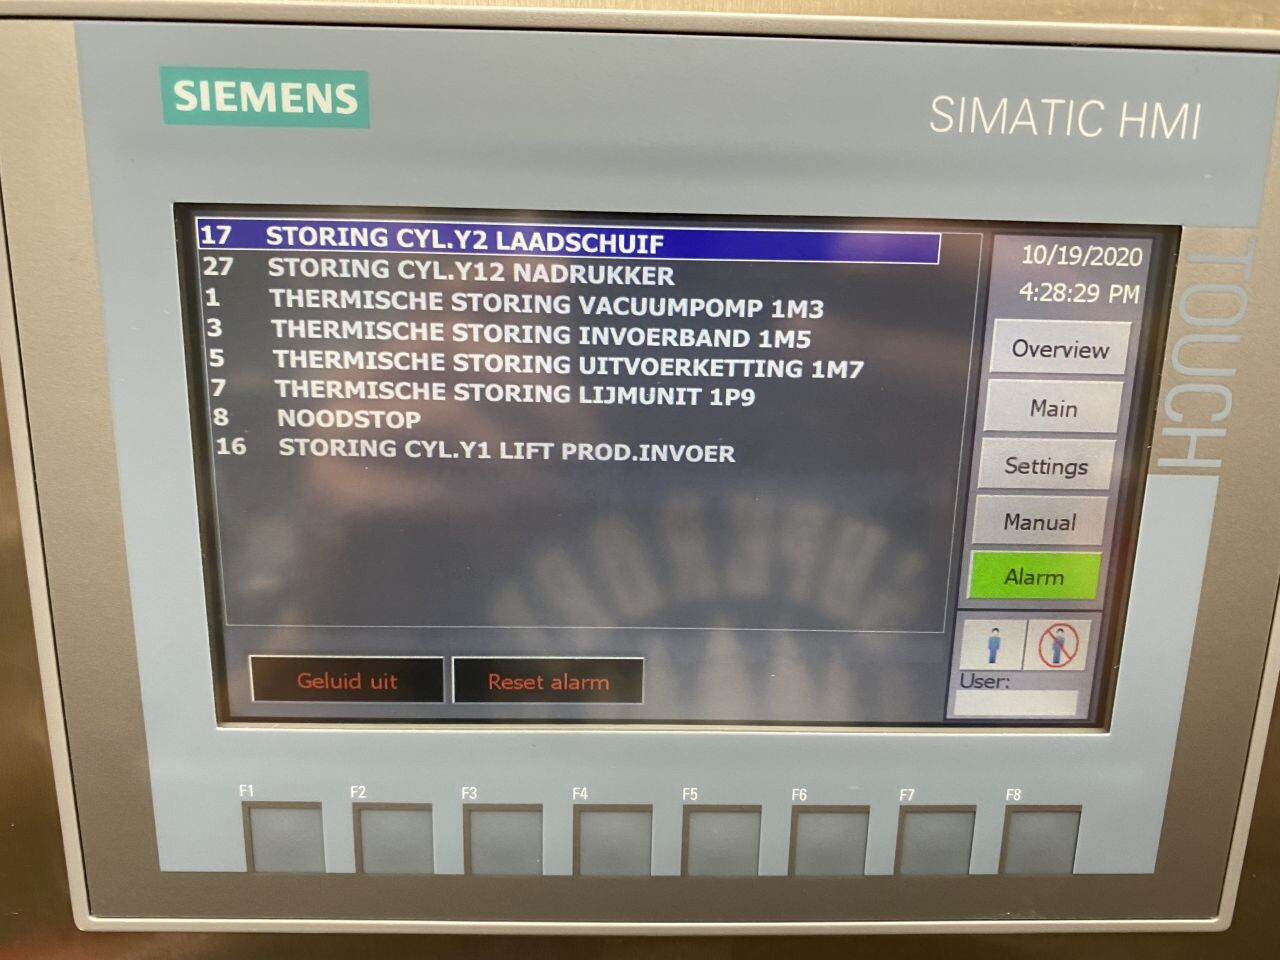 SIEMENS
SIMATIC HMI
TOUCH
17 STORING CYL.Y2 LAADSCHUIF
27 STORING CYL.Y12 NADRUKKER
1 THERMISCHE STORING VACUUMPOMP 1M3
3 THERMISCHE STORING INVOERBAND 1M5
5 THERMISCHE STORING UITVOERKETTING 1M7
7 THERMISCHE STORING LIJMUNIT 1P9
8 NOODSTOP
16 STORING CYL.Y1 LIFT PROD.INVOER
10/19/2020
4:28:29 PM
Overview
Main
Settings
Manual
Alarm
User:
Geluid uit Reset alarm
F1 F2 F3 F4 F5 F6 F7 F8